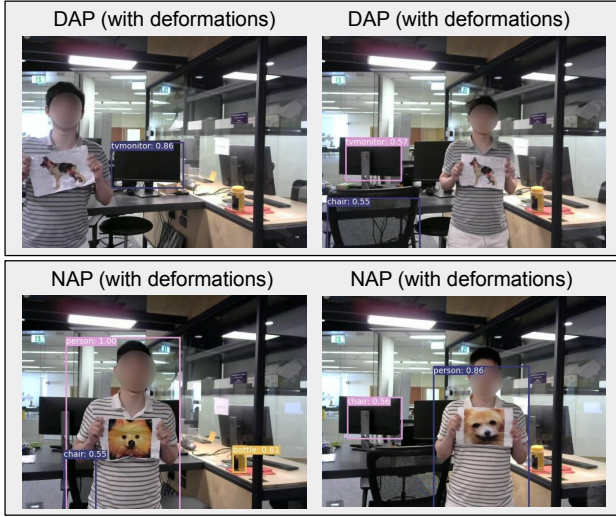 DAP (with deformations)
DAP (with deformations)
tvmonitor: 0.86
tvmonitor: 0.57
chair: 0.55
NAP (with deformations)
NAP (with deformations)
person: 1.00
chair: 0.55
bottle: 0.61
person: 0.86
chair: 0.56